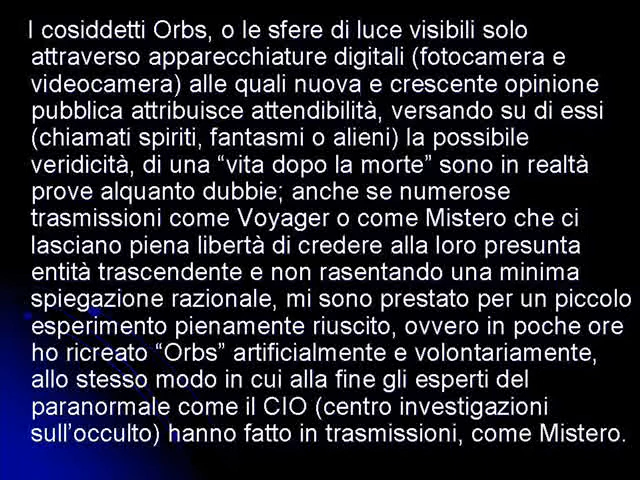 I cosiddetti Orbs, o le sfere di luce visibili solo
attraverso apparecchiature digitali (fotocamera e
videocamera) alle quali nuova e crescente opinione
pubblica attribuisce attendibilità, versando su di essi
(chiamati spiriti, fantasmi o alieni) la possibile
veridicità, di una “vita dopo la morte” sono in realtà
prove alquanto dubbie; anche se numerose
trasmissioni come Voyager o come Mistero che ci
lasciano piena libertà di credere alla loro presunta
entità trascendente e non rasentando una minima
spiegazione razionale, mi sono prestato per un piccolo
esperimento pienamente riuscito, ovvero in poche ore
ho ricreato “Orbs” artificialmente e volontariamente,
allo stesso modo in cui alla fine gli esperti del
paranormale come il CIO (centro investigazioni
sull’occulto) hanno fatto in trasmissioni, come Mistero.